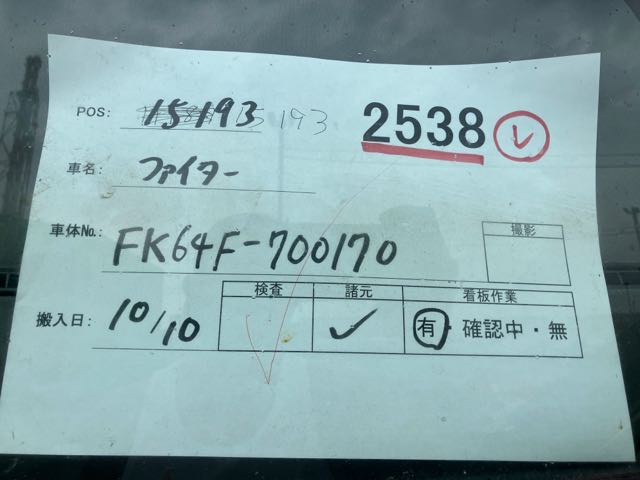 POS: 15193 193 2538 レ
車名: ファイター
車体No.: FK64F-700170 撮影
搬入日: 10/10 検査 諸元 ✓ 看板作業
有 確認中・無